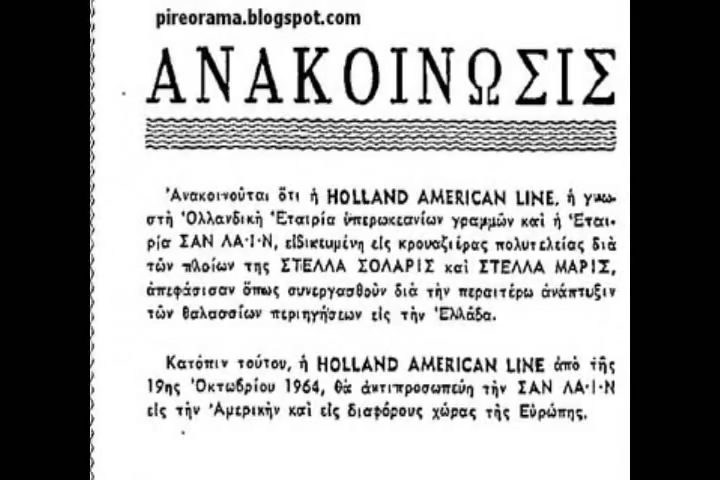 pireorama.blogspot.com
ΑΝΑΚΟΙΝΩΣΙΣ
Ἀνακοινοῦται ὅτι ἡ HOLLAND AMERICAN LINE, ἡ γνω-
στὴ Ὁλλανδικὴ Ἑταιρία ὑπερωκεανίων γραμμῶν καὶ ἡ Ἑται-
ρία ΣΑΝ ΛΑ·Ι·Ν, εἰδικευμένη εἰς κρουαζιέρας πολυτελείας διὰ
τῶν πλοίων της ΣΤΕΛΛΑ ΣΟΛΑΡΙΣ καὶ ΣΤΕΛΛΑ ΜΑΡΙΣ,
ἀπεφάσισαν ὅπως συνεργασθοῦν διὰ τὴν περαιτέρω ἀνάπτυξιν
τῶν θαλασσίων περιηγήσεων εἰς τὴν Ἑλλάδα.
Κατόπιν τούτου, ἡ HOLLAND AMERICAN LINE ἀπὸ τῆς
19ης Ὀκτωβρίου 1964, θὰ ἀντιπροσωπεύη τὴν ΣΑΝ ΛΑ·Ι·Ν
εἰς τὴν Ἀμερικὴν καὶ εἰς διαφόρους χώρας τῆς Εὐρώπης.